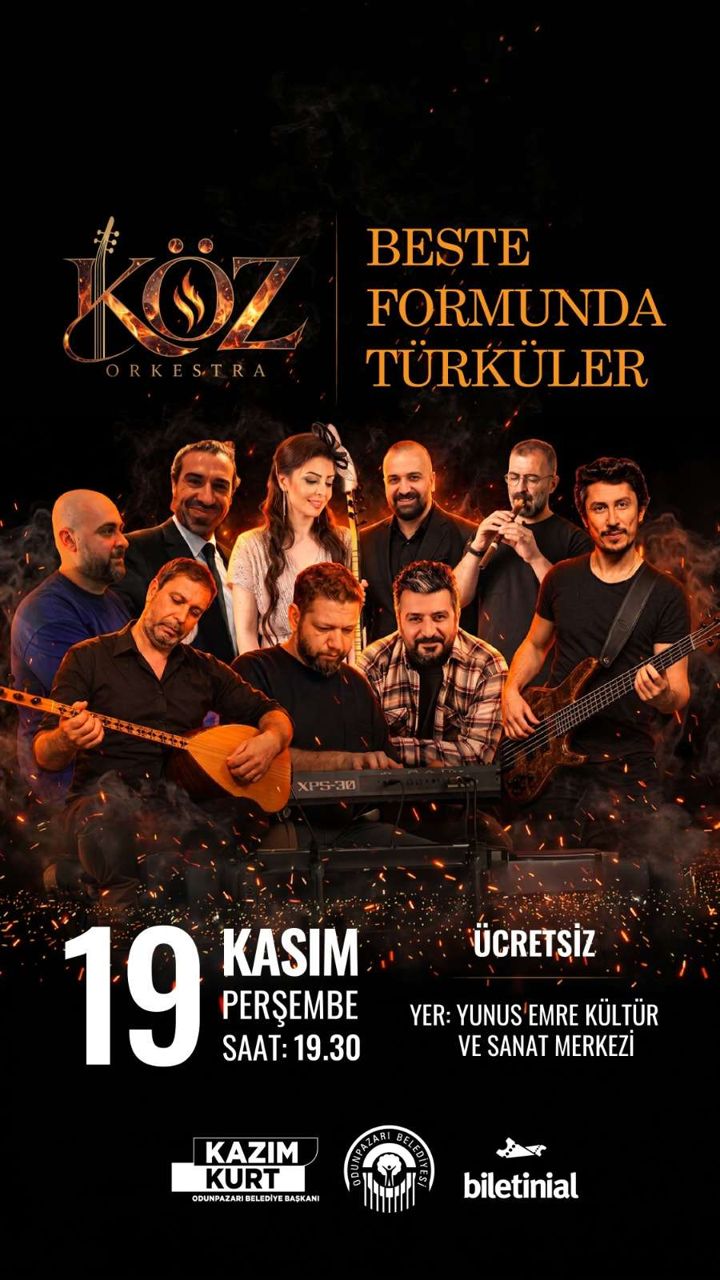 KÖZ
ORKESTRA
BESTE
FORMUNDA
TÜRKÜLER
XPS-30
19
KASIM
PERŞEMBE
SAAT: 19.30
ÜCRETSİZ
YER: YUNUS EMRE KÜLTÜR
VE SANAT MERKEZİ
KAZIM
KURT
ODUNPAZARI BELEDİYE BAŞKANI
ODUNPAZARI BELEDİYESİ
biletinial